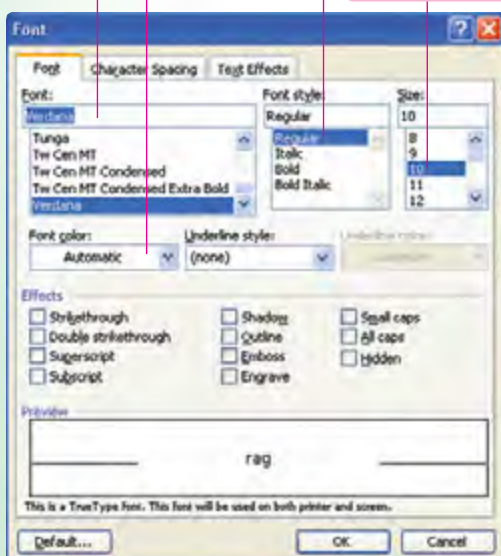 Font
Font Character Spacing Text Effects
Font: Font style: Size:
Verdana Regular 10
Tunga Regular 8
Tw Cen MT Italic 9
Tw Cen MT Condensed Bold 10
Tw Cen MT Condensed Extra Bold Bold Italic 11
Verdana 12
Font color: Underline style: Underline color:
Automatic (none)
Effects
Strikethrough Shadow Small caps
Double strikethrough Outline All caps
Superscript Emboss Hidden
Subscript Engrave
Preview
rag
This is a TrueType font. This font will be used on both printer and screen.
Default... OK Cancel